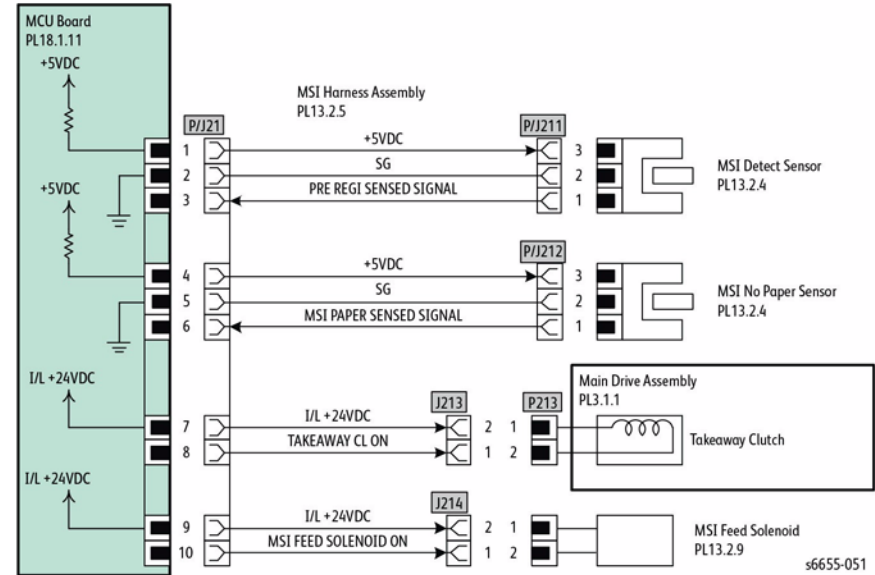 MCU Board
PL18.1.11
+5VDC
MSI Harness Assembly
PL13.2.5
P/J21
P/J211
1
+5VDC
3
2
SG
2
3
PRE REGI SENSED SIGNAL
1
MSI Detect Sensor
PL13.2.4
+5VDC
P/J212
4
+5VDC
3
5
SG
2
6
MSI PAPER SENSED SIGNAL
1
MSI No Paper Sensor
PL13.2.4
I/L +24VDC
J213
P213
Main Drive Assembly
PL3.1.1
7
I/L +24VDC
2
1
8
TAKEAWAY CL ON
1
2
Takeaway Clutch
I/L +24VDC
J214
9
I/L +24VDC
2
1
10
MSI FEED SOLENOID ON
1
2
MSI Feed Solenoid
PL13.2.9
s6655-051